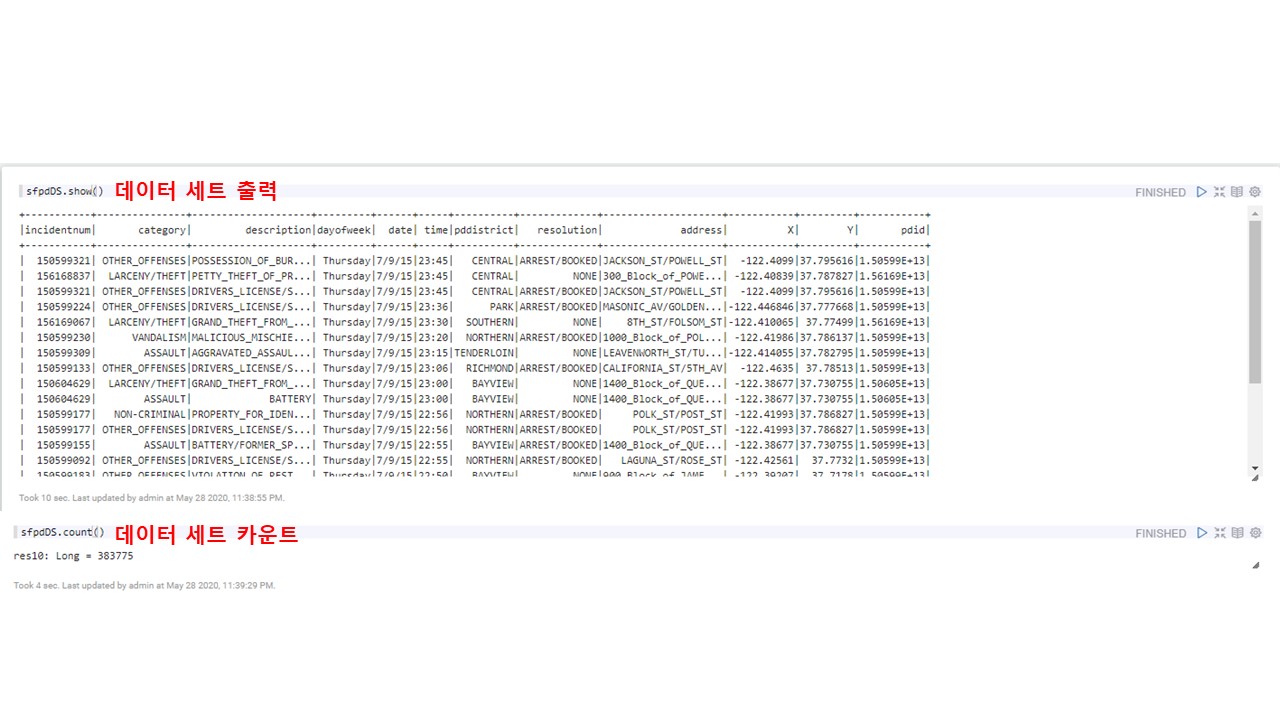 sfpdDS.show() 데이터 세트 출력 FINISHED
+-----------+--------------+--------------------+---------+------+-----+----------+--------------+--------------------+-----------+---------+-----------+
|incidentnum| category| description|dayofweek| date| time|pddistrict| resolution| address| X| Y| pdid|
+-----------+--------------+--------------------+---------+------+-----+----------+--------------+--------------------+-----------+---------+-----------+
| 150599321| OTHER_OFFENSES|POSSESSION_OF_BUR...| Thursday|7/9/15|23:45| CENTRAL|ARREST/BOOKED|JACKSON_ST/POWELL_ST| -122.4099|37.795616|1.50599E+13|
| 156168837| LARCENY/THEFT|PETTY_THEFT_OF_PR...| Thursday|7/9/15|23:45| CENTRAL| NONE|300_Block_of_POWE...| -122.40839|37.787827|1.56169E+13|
| 150599321| OTHER_OFFENSES|DRIVERS_LICENSE/S...| Thursday|7/9/15|23:45| CENTRAL|ARREST/BOOKED|JACKSON_ST/POWELL_ST| -122.4099|37.795616|1.50599E+13|
| 150599224| OTHER_OFFENSES|DRIVERS_LICENSE/S...| Thursday|7/9/15|23:36| PARK|ARREST/BOOKED|MASONIC_AV/GOLDEN...|-122.446846|37.777668|1.50599E+13|
| 156169067| LARCENY/THEFT|GRAND_THEFT_FROM_...| Thursday|7/9/15|23:30| SOUTHERN| NONE| 8TH_ST/FOLSOM_ST|-122.410065| 37.77499|1.56169E+13|
| 150599230| VANDALISM|MALICIOUS_MISCHIE...| Thursday|7/9/15|23:20| NORTHERN|ARREST/BOOKED|1000_Block_of_POL...| -122.41986|37.786137|1.50599E+13|
| 150599309| ASSAULT|AGGRAVATED_ASSAUL...| Thursday|7/9/15|23:15|TENDERLOIN| NONE|LEAVENWORTH_ST/TU...|-122.414055|37.782795|1.50599E+13|
| 150599133| OTHER_OFFENSES|DRIVERS_LICENSE/S...| Thursday|7/9/15|23:06| RICHMOND|ARREST/BOOKED|CALIFORNIA_ST/5TH_AV| -122.4635| 37.78513|1.50599E+13|
| 150604629| LARCENY/THEFT|GRAND_THEFT_FROM_...| Thursday|7/9/15|23:00| BAYVIEW| NONE|1400_Block_of_QUE...| -122.38677|37.730755|1.50605E+13|
| 150604629| ASSAULT| BATTERY| Thursday|7/9/15|23:00| BAYVIEW| NONE|1400_Block_of_QUE...| -122.38677|37.730755|1.50605E+13|
| 150599177| NON-CRIMINAL|PROPERTY_FOR_IDEN...| Thursday|7/9/15|22:56| NORTHERN|ARREST/BOOKED| POLK_ST/POST_ST| -122.41993|37.786827|1.50599E+13|
| 150599177| OTHER_OFFENSES|DRIVERS_LICENSE/S...| Thursday|7/9/15|22:56| NORTHERN|ARREST/BOOKED| POLK_ST/POST_ST| -122.41993|37.786827|1.50599E+13|
| 150599155| ASSAULT|BATTERY/FORMER_SP...| Thursday|7/9/15|22:55| BAYVIEW|ARREST/BOOKED|1400_Block_of_QUE...| -122.38677|37.730755|1.50599E+13|
| 150599092| OTHER_OFFENSES|DRIVERS_LICENSE/S...| Thursday|7/9/15|22:55| NORTHERN|ARREST/BOOKED| LAGUNA_ST/ROSE_ST| -122.42561| 37.7732|1.50599E+13|
| 150599183| OTHER_OFFENSES|VIOLATION_OF_REST...| Thursday|7/9/15|22:50| BAYVIEW| NONE|900_Block_of_JAME...| -122.39207| 37.7178|1.50599E+13|
Took 10 sec. Last updated by admin at May 28 2020, 11:38:55 PM.
sfpdDS.count() 데이터 세트 카운트 FINISHED
res10: Long = 383775
Took 4 sec. Last updated by admin at May 28 2020, 11:39:29 PM.